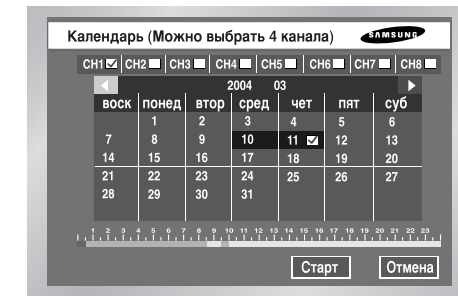 Календарь (Можно выбрать 4 канала) SAMSUNG
CH1 CH2 CH3 CH4 CH5 CH6 CH7 CH8
2004 03
воск понед втор сред чет пят суб
1 2 3 4 5 6
7 8 9 10 11 12 13
14 15 16 17 18 19 20
21 22 23 24 25 26 27
28 29 30 31
1 2 3 4 5 6 7 8 9 10 11 12 13 14 15 16 17 18 19 20 21 22 23
Старт Отмена